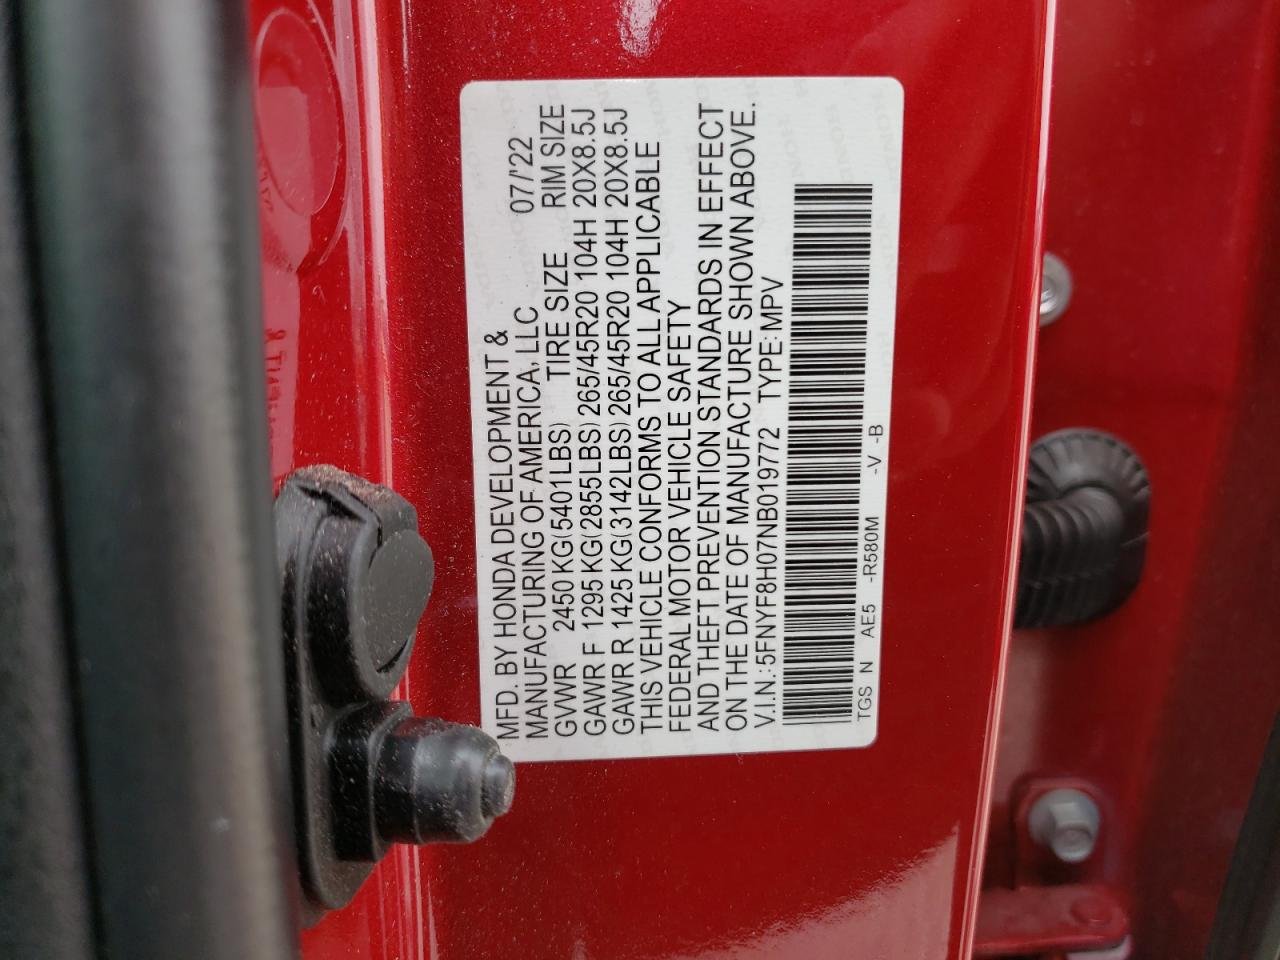 MFD. BY HONDA DEVELOPMENT &
MANUFACTURING OF AMERICA, LLC 07/'22
GVWR 2450 KG(5401LBS) TIRE SIZE RIM SIZE
GAWR F 1295 KG(2855LBS) 265/45R20 104H 20X8.5J
GAWR R 1425 KG(3142LBS) 265/45R20 104H 20X8.5J
THIS VEHICLE CONFORMS TO ALL APPLICABLE
FEDERAL MOTOR VEHICLE SAFETY
AND THEFT PREVENTION STANDARDS IN EFFECT
ON THE DATE OF MANUFACTURE SHOWN ABOVE.
V.I.N.:5FNYF8H07NB019772 TYPE:MPV
TGS N AE5 -R580M -V -B